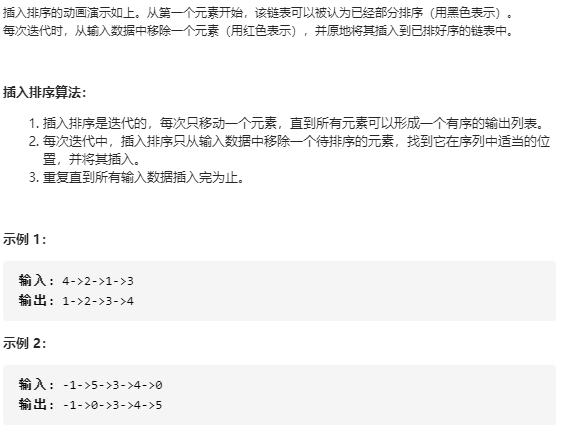 插入排序的动画演示如上。从第一个元素开始，该链表可以被认为已经部分排序（用黑色表示）。
每次迭代时，从输入数据中移除一个元素（用红色表示），并原地将其插入到已排好序的链表中。
插入排序算法：
1. 插入排序是迭代的，每次只移动一个元素，直到所有元素可以形成一个有序的输出列表。
2. 每次迭代中，插入排序只从输入数据中移除一个待排序的元素，找到它在序列中适当的位
置，并将其插入。
3. 重复直到所有输入数据插入完为止。
示例 1：
输入: 4->2->1->3
输出: 1->2->3->4
示例 2：
输入: -1->5->3->4->0
输出: -1->0->3->4->5